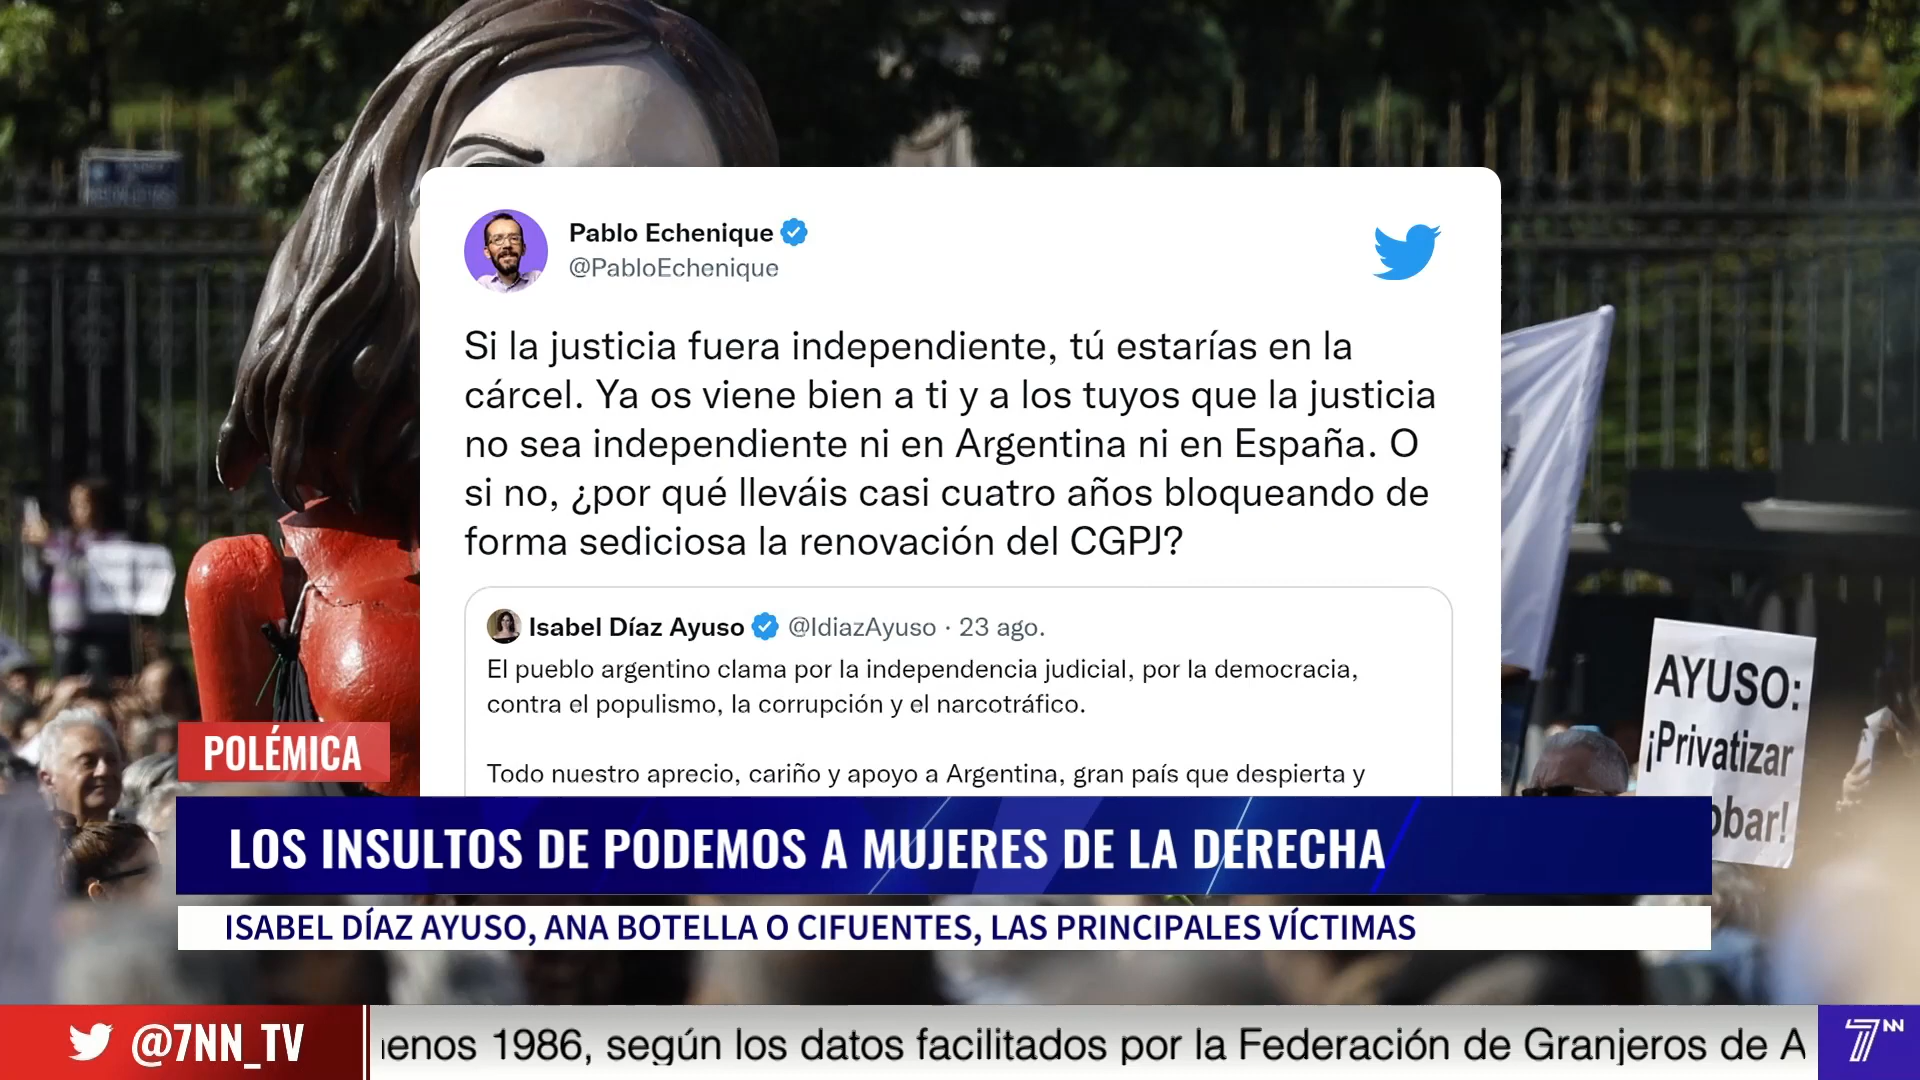 Pablo Echenique
@PabloEchenique
Si la justicia fuera independiente, tú estarías en la
cárcel. Ya os viene bien a ti y a los tuyos que la justicia
no sea independiente ni en Argentina ni en España. O
si no, ¿por qué lleváis casi cuatro años bloqueando de
forma sediciosa la renovación del CGPJ?
Isabel Díaz Ayuso @IdiazAyuso · 23 ago.
El pueblo argentino clama por la independencia judicial, por la democracia,
contra el populismo, la corrupción y el narcotráfico.
Todo nuestro aprecio, cariño y apoyo a Argentina, gran país que despierta y
AYUSO:
¡Privatizar
obar!
POLÉMICA
LOS INSULTOS DE PODEMOS A MUJERES DE LA DERECHA
ISABEL DÍAZ AYUSO, ANA BOTELLA O CIFUENTES, LAS PRINCIPALES VÍCTIMAS
@7NN_TV
enos 1986, según los datos facilitados por la Federación de Granjeros de A
7NN